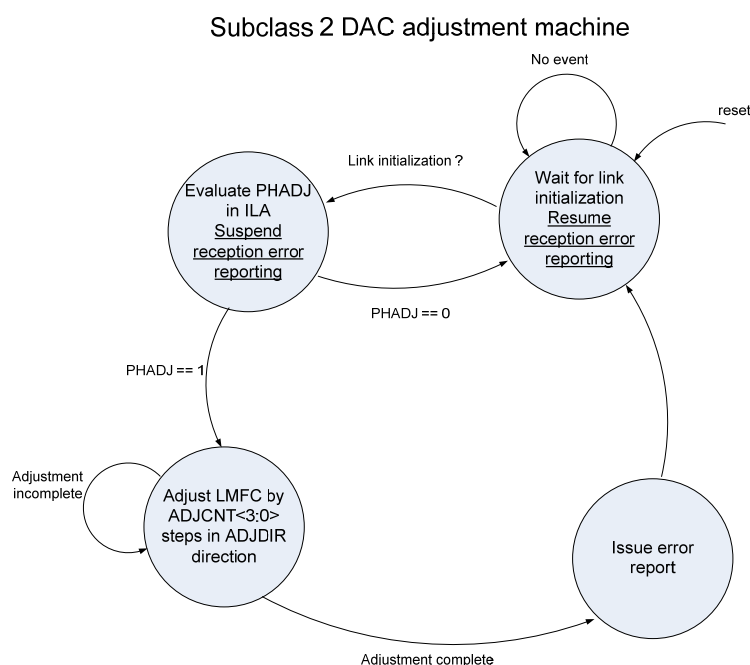 Subclass 2 DAC adjustment machine
No event
reset
Link initialization ?
Evaluate PHADJ
in ILA
Suspend
reception error
reporting
Wait for link
initialization
Resume
reception error
reporting
PHADJ == 0
PHADJ == 1
Adjustment
incomplete
Adjust LMFC by
ADJCNT<3:0>
steps in ADJDIR
direction
Issue error
report
Adjustment complete